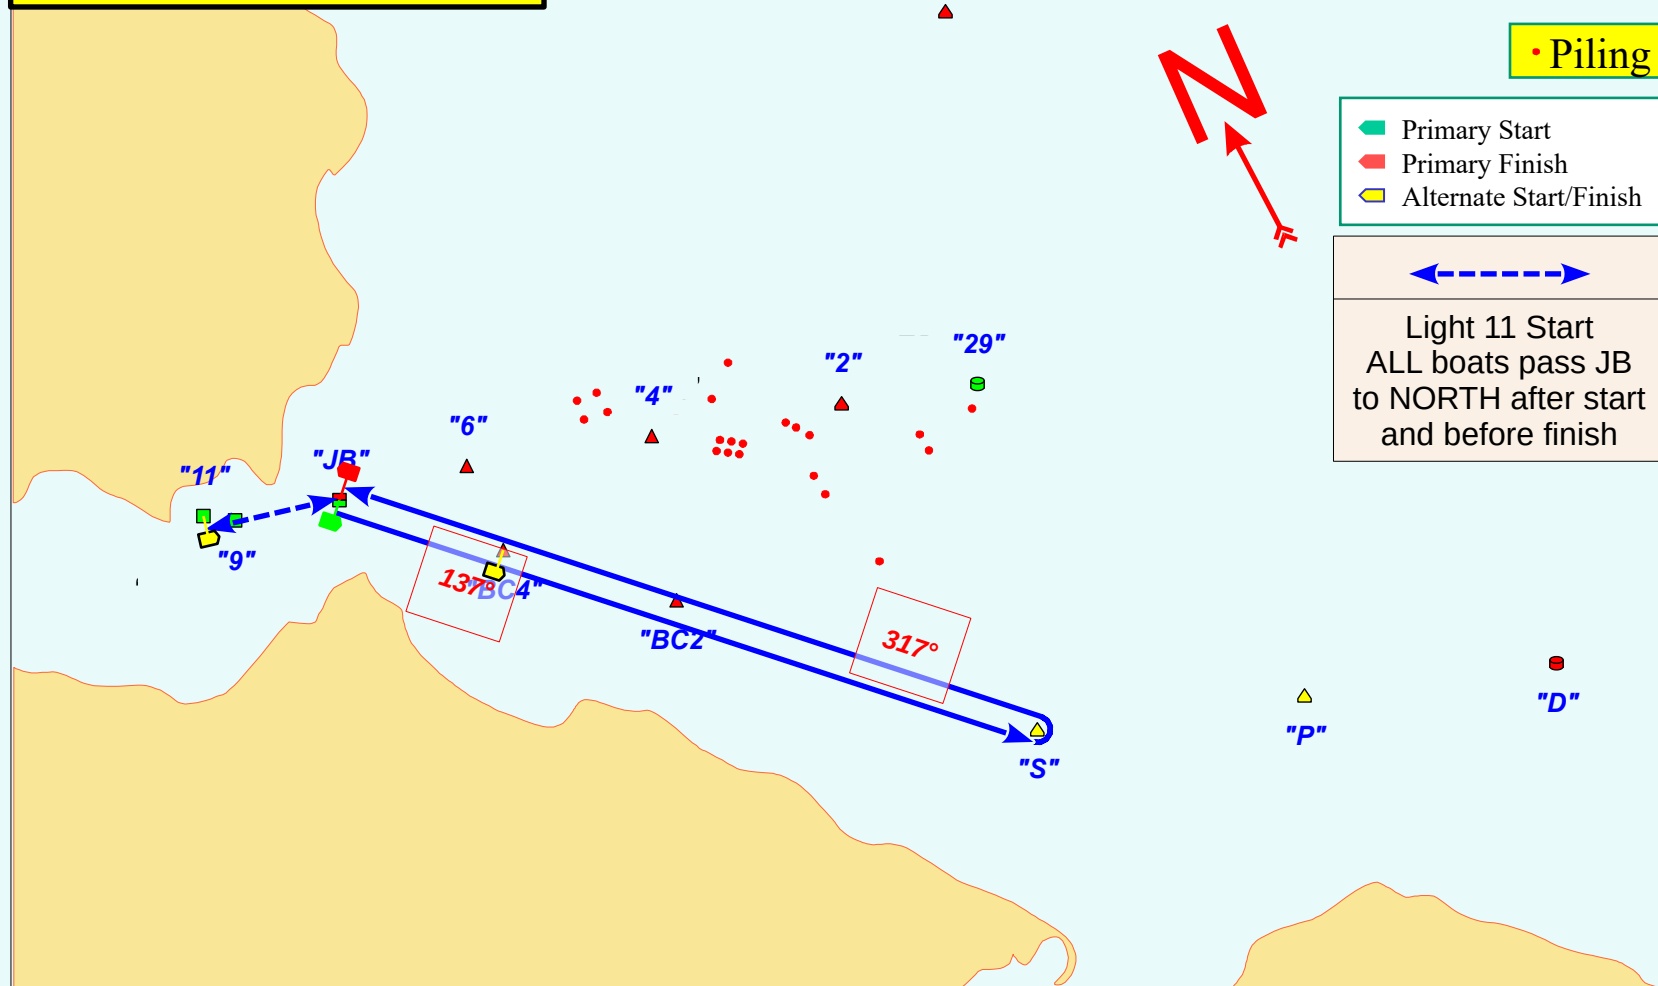 N
Piling
Primary Start
Primary Finish
Alternate Start/Finish
Light 11 Start
ALL boats pass JB
to NORTH after start
and before finish
"29"
"2"
"4"
"6"
"JB"
"11"
"9"
137°
"BC4"
"BC2"
317°
"S"
"P"
"D"